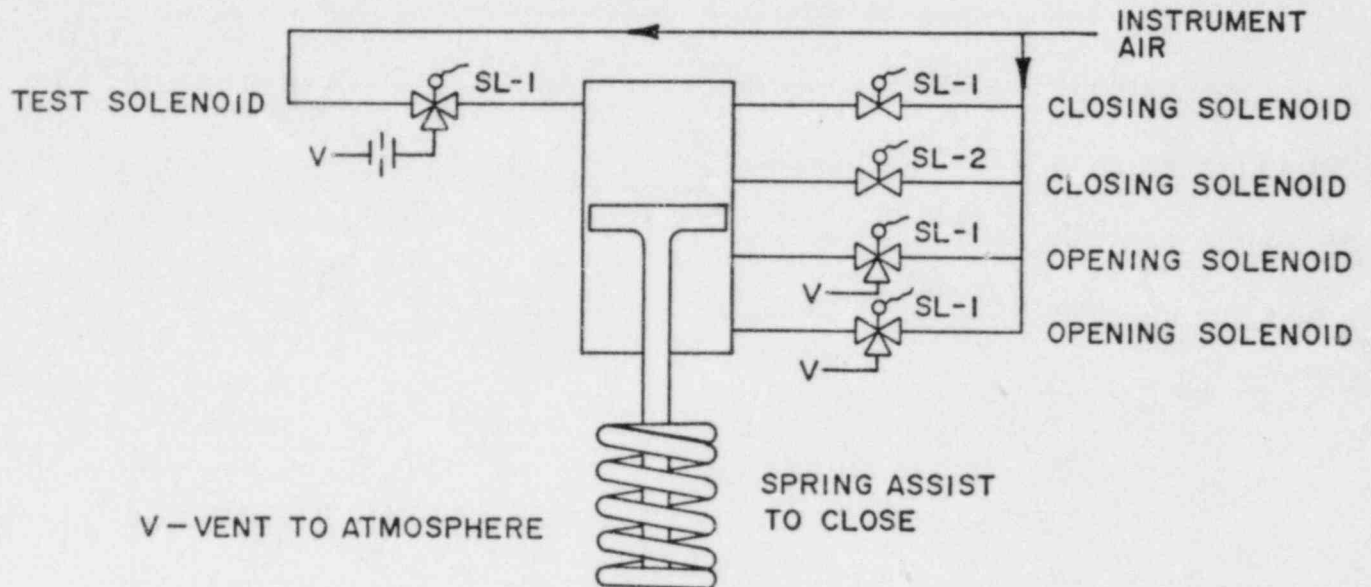 INSTRUMENT
AIR
TEST SOLENOID
SL-1
SL-1
CLOSING SOLENOID
V
SL-2
CLOSING SOLENOID
SL-1
OPENING SOLENOID
V
SL-1
OPENING SOLENOID
V
SPRING ASSIST
TO CLOSE
V-VENT TO ATMOSPHERE